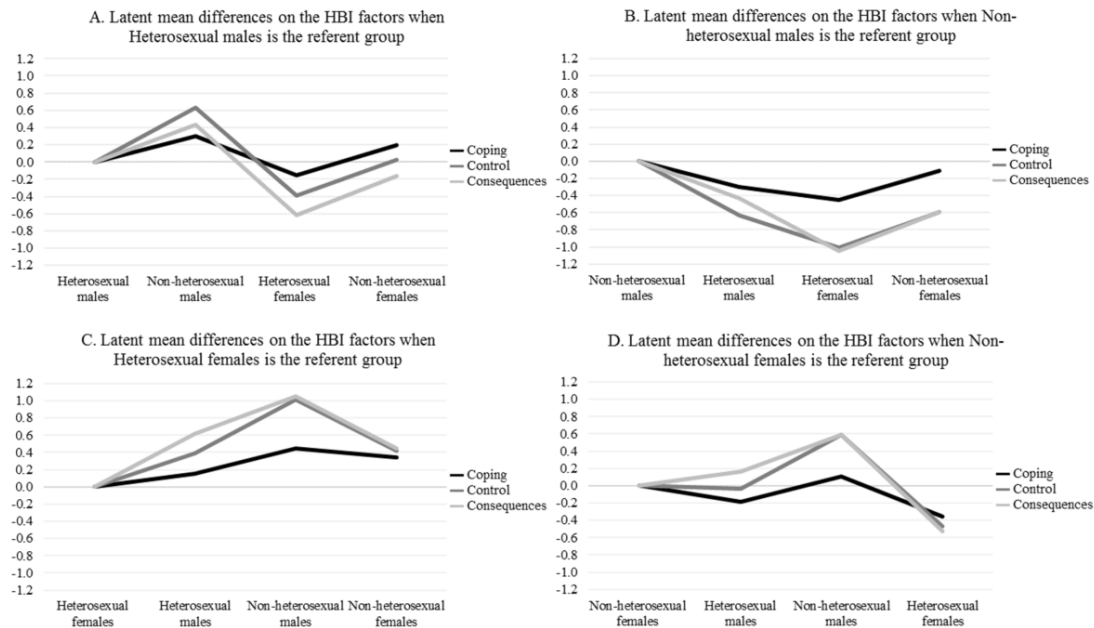 A. Latent mean differences on the HBI factors when
Heterosexual males is the referent group
1.2
1.0
0.8
0.6
0.4
0.2
0.0
-0.2
-0.4
-0.6
-0.8
-1.0
-1.2
Coping
Control
Consequences
Heterosexual males
Non-heterosexual males
Heterosexual females
Non-heterosexual females
B. Latent mean differences on the HBI factors when Non-
heterosexual males is the referent group
1.2
1.0
0.8
0.6
0.4
0.2
0.0
-0.2
-0.4
-0.6
-0.8
-1.0
-1.2
Coping
Control
Consequences
Non-heterosexual males
Heterosexual males
Heterosexual females
Non-heterosexual females
C. Latent mean differences on the HBI factors when
Heterosexual females is the referent group
1.2
1.0
0.8
0.6
0.4
0.2
0.0
-0.2
-0.4
-0.6
-0.8
-1.0
-1.2
Coping
Control
Consequences
Heterosexual females
Heterosexual males
Non-heterosexual males
Non-heterosexual females
D. Latent mean differences on the HBI factors when Non-
heterosexual females is the referent group
1.2
1.0
0.8
0.6
0.4
0.2
0.0
-0.2
-0.4
-0.6
-0.8
-1.0
-1.2
Coping
Control
Consequences
Non-heterosexual females
Heterosexual males
Non-heterosexual males
Heterosexual females